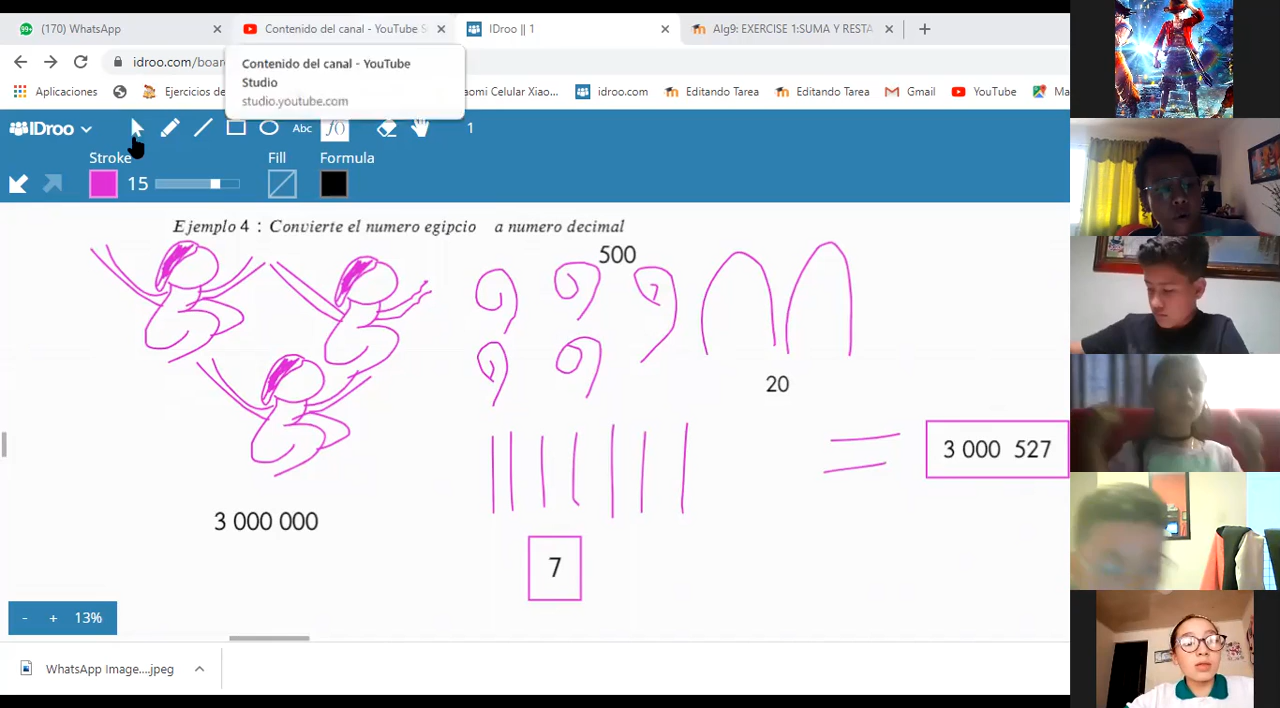 (170) WhatsApp
Contenido del canal - YouTube S
IDroo || 1
Alg9: EXERCISE 1:SUMA Y RESTA
idroo.com/boar
Contenido del canal - YouTube
Studio
studio.youtube.com
Aplicaciones
Ejercicios de
aomi Celular Xiao...
idroo.com
Editando Tarea
Editando Tarea
Gmail
YouTube
Ma
IDroo
Abc
f()
1
Stroke
15
Fill
Formula
Ejemplo 4 : Convierte el numero egipcio a numero decimal
500
20
3 000 527
3 000 000
7
- + 13%
WhatsApp Image....jpeg